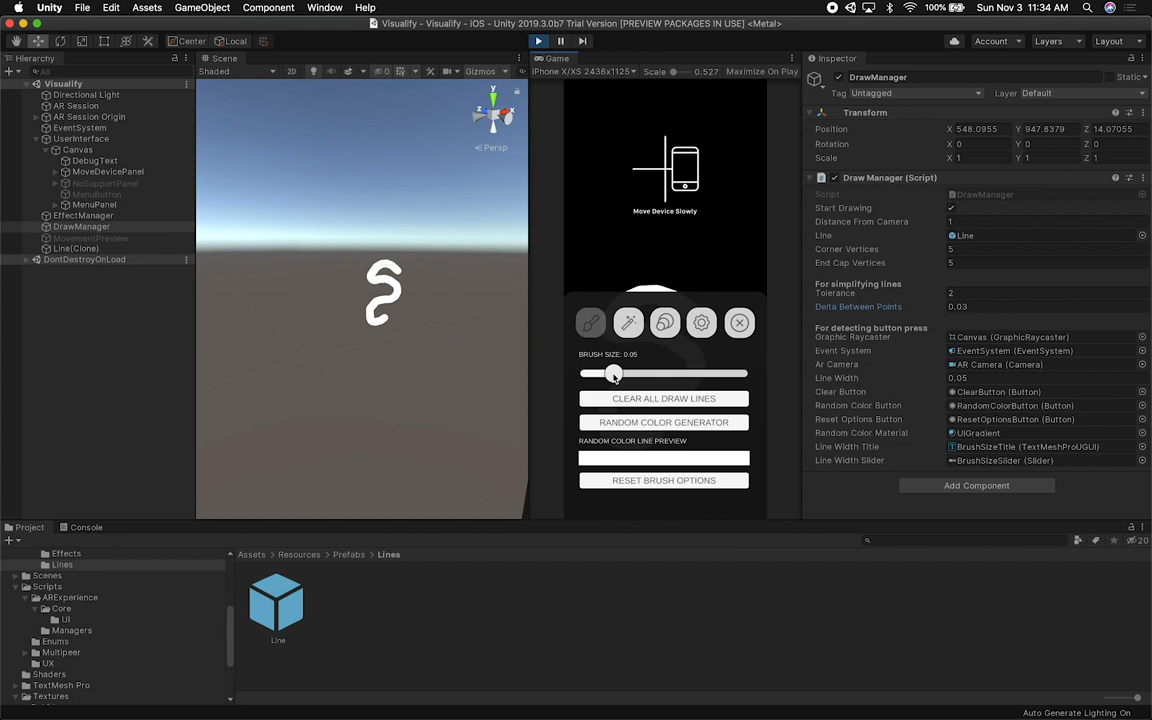 Unity File Edit Assets GameObject Component Window Help 100% Sun Nov 3 11:34 AM
Visualify - Visualify - iOS - Unity 2019.3.0b7 Trial Version [PREVIEW PACKAGES IN USE] <Metal>
Center Local Account Layers Layout
Hierarchy Scene Game Inspector
All Shaded 2D 0 Gizmos iPhone X/XS 2436x1125 Scale 0.527 Maximize On Play
DrawManager Static
Tag Untagged Layer Default
Visualify
Directional Light
AR Session
AR Session Origin
EventSystem
UserInterface
Canvas
DebugText
MoveDevicePanel
NoSupportPanel
MenuButton
MenuPanel
EffectManager
DrawManager
MovementPreview
Line(Clone)
DontDestroyOnLoad
y
z x
Persp
Move Device Slowly
BRUSH SIZE: 0.05
CLEAR ALL DRAW LINES
RANDOM COLOR GENERATOR
RANDOM COLOR LINE PREVIEW
RESET BRUSH OPTIONS
Transform
Position X 548.0955 Y 947.8379 Z 14.07055
Rotation X 0 Y 0 Z 0
Scale X 1 Y 1 Z 1
Draw Manager (Script)
Script DrawManager
Start Drawing
Distance From Camera 1
Line Line
Corner Vertices 5
End Cap Vertices 5
For simplifying lines
Tolerance 2
Delta Between Points 0.03
For detecting button press
Graphic Raycaster Canvas (GraphicRaycaster)
Event System EventSystem (EventSystem)
Ar Camera AR Camera (Camera)
Line Width 0.05
Clear Button ClearButton (Button)
Random Color Button RandomColorButton (Button)
Reset Options Button ResetOptionsButton (Button)
Random Color Material UIGradient
Line Width Title BrushSizeTitle (TextMeshProUGUI)
Line Width Slider BrushSizeSlider (Slider)
Add Component
Project Console
20
Effects
Lines
Scenes
Scripts
ARExperience
Core
UI
Managers
Enums
Multipeer
UX
Shaders
TextMesh Pro
Textures
Assets > Resources > Prefabs > Lines
Line
Auto Generate Lighting On